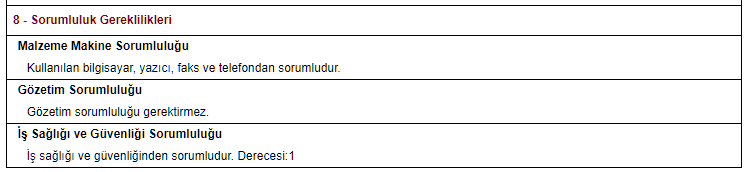 8 - Sorumluluk Gereklilikleri
Malzeme Makine Sorumluluğu
Kullanılan bilgisayar, yazıcı, faks ve telefondan sorumludur.
Gözetim Sorumluluğu
Gözetim sorumluluğu gerektirmez.
İş Sağlığı ve Güvenliği Sorumluluğu
İş sağlığı ve güvenliğinden sorumludur. Derecesi:1